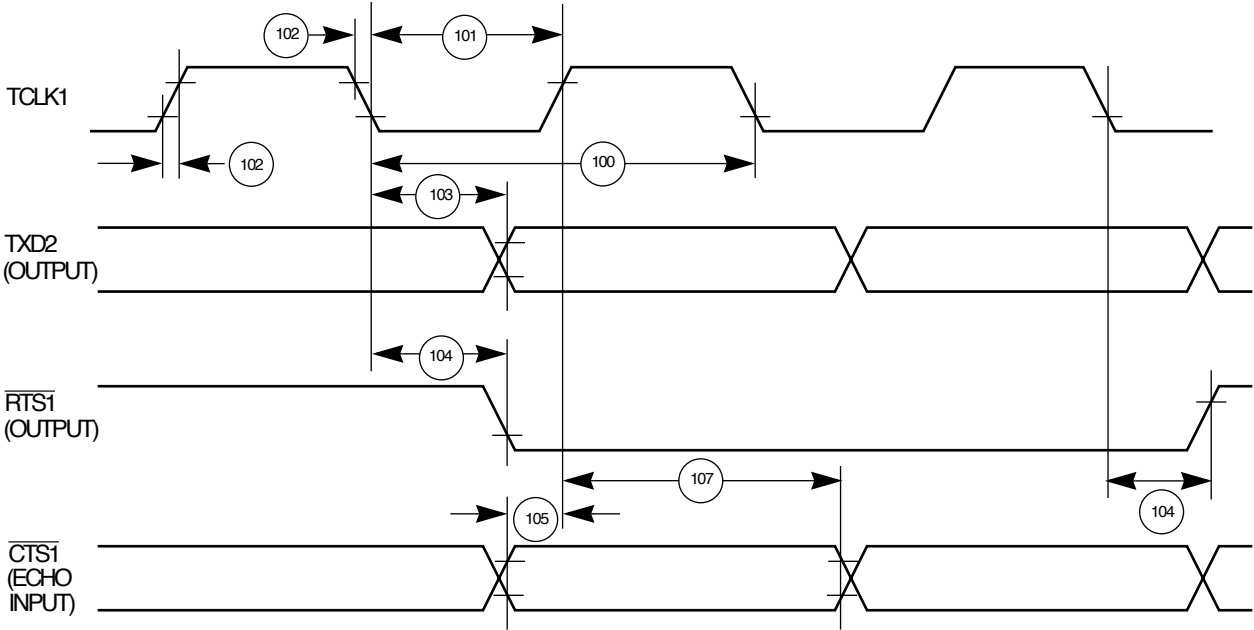 102
101
TCLK1
102
100
103
TXD2
(OUTPUT)
104
RTS1
(OUTPUT)
107
104
105
CTS1
(ECHO
INPUT)